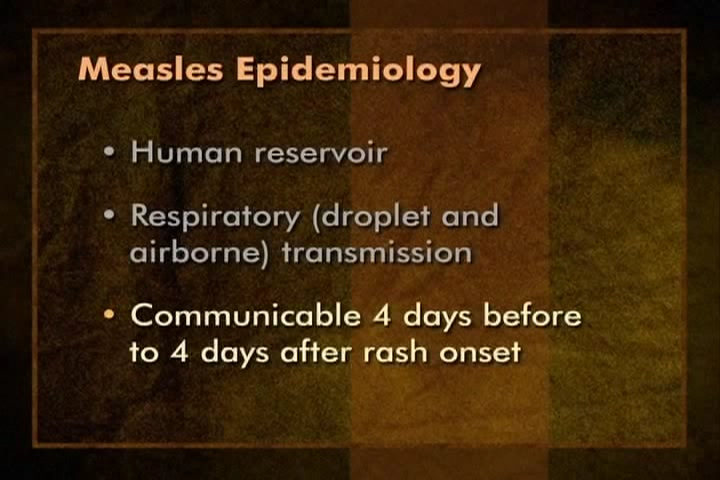 Measles Epidemiology
• Human reservoir
• Respiratory (droplet and
airborne) transmission
• Communicable 4 days before
to 4 days after rash onset